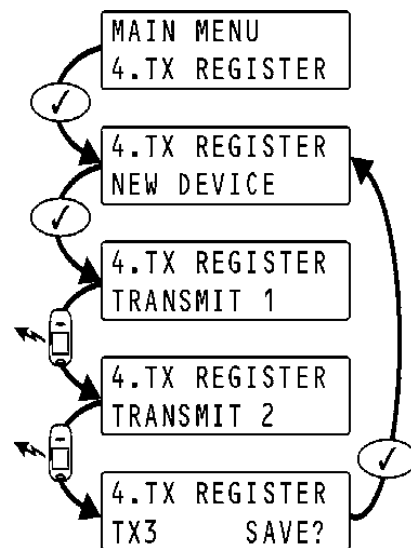 MAIN MENU
4.TX REGISTER
4.TX REGISTER
NEW DEVICE
4.TX REGISTER
TRANSMIT 1
4.TX REGISTER
TRANSMIT 2
4.TX REGISTER
TX3 SAVE?